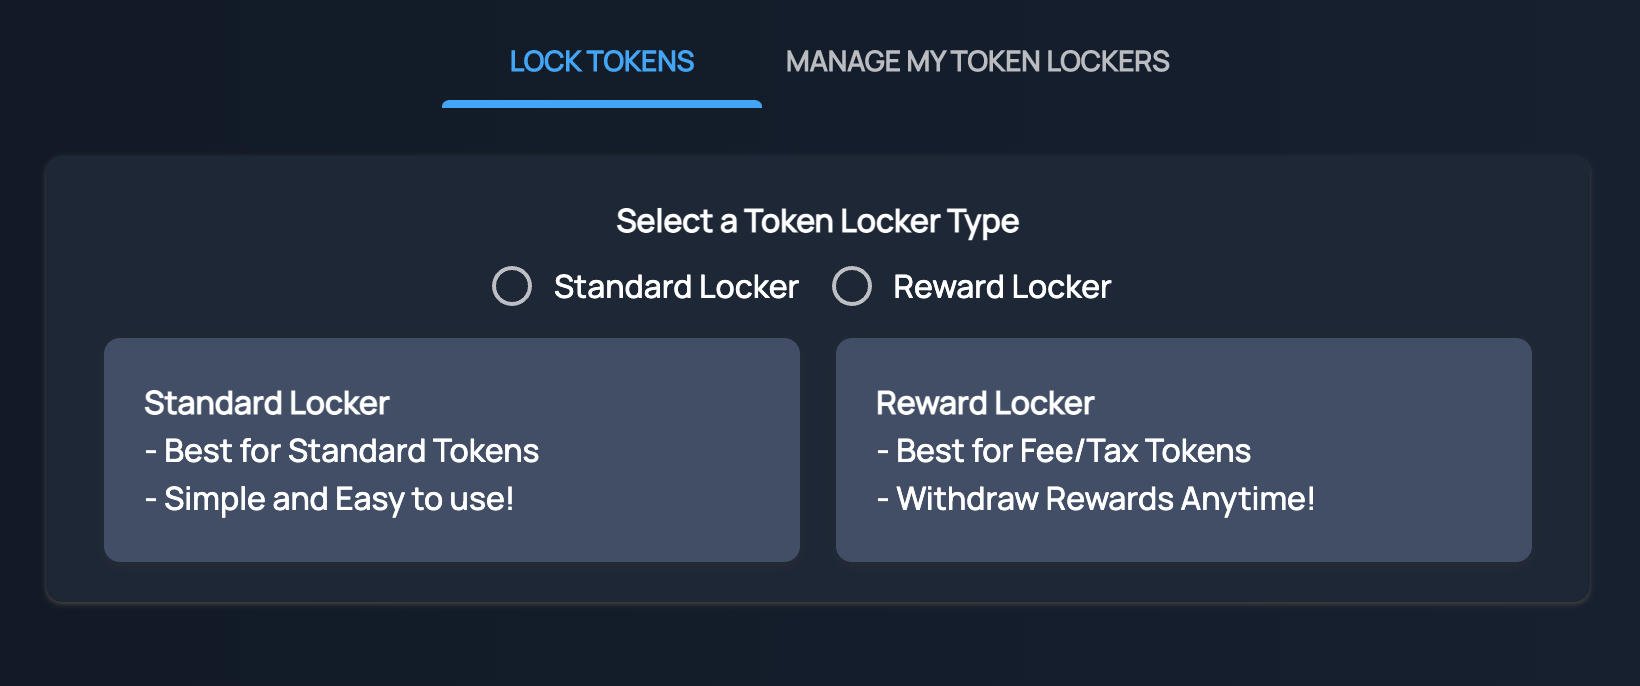 LOCK TOKENS
MANAGE MY TOKEN LOCKERS
Select a Token Locker Type
Standard Locker
Reward Locker
Standard Locker
- Best for Standard Tokens
- Simple and Easy to use!
Reward Locker
- Best for Fee/Tax Tokens
- Withdraw Rewards Anytime!